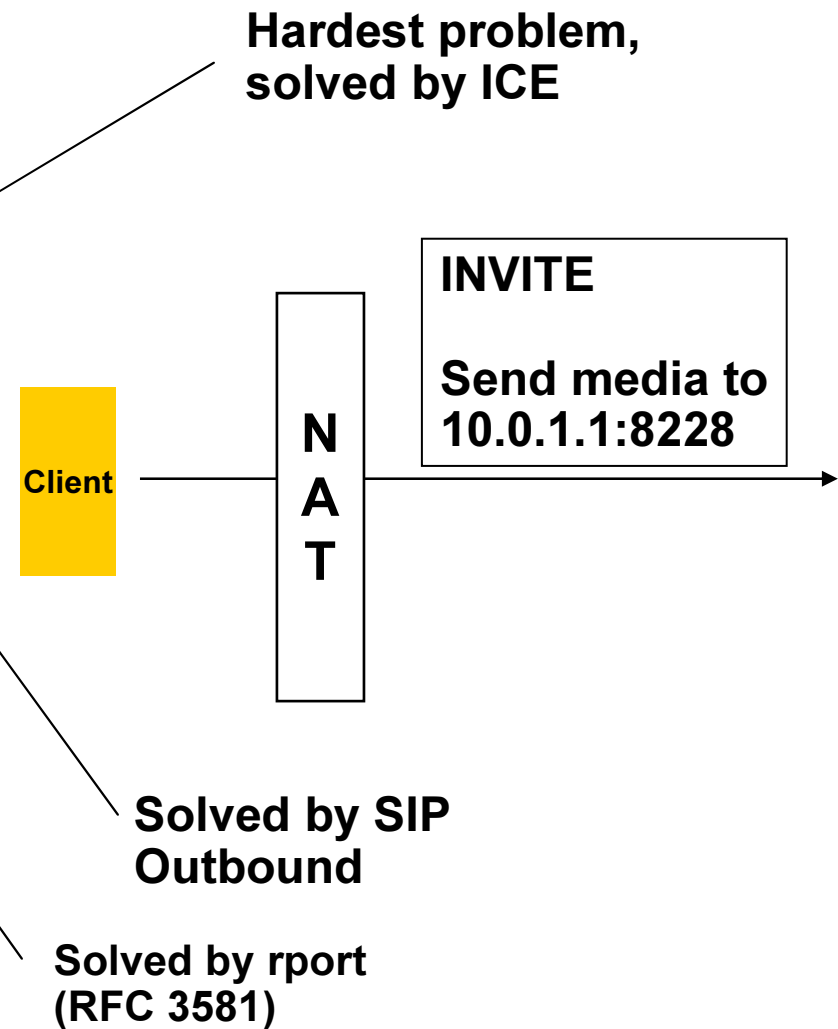 Hardest problem,
solved by ICE
INVITE
Send media to
10.0.1.1:8228
Client
N
A
T
Solved by SIP
Outbound
Solved by rport
(RFC 3581)